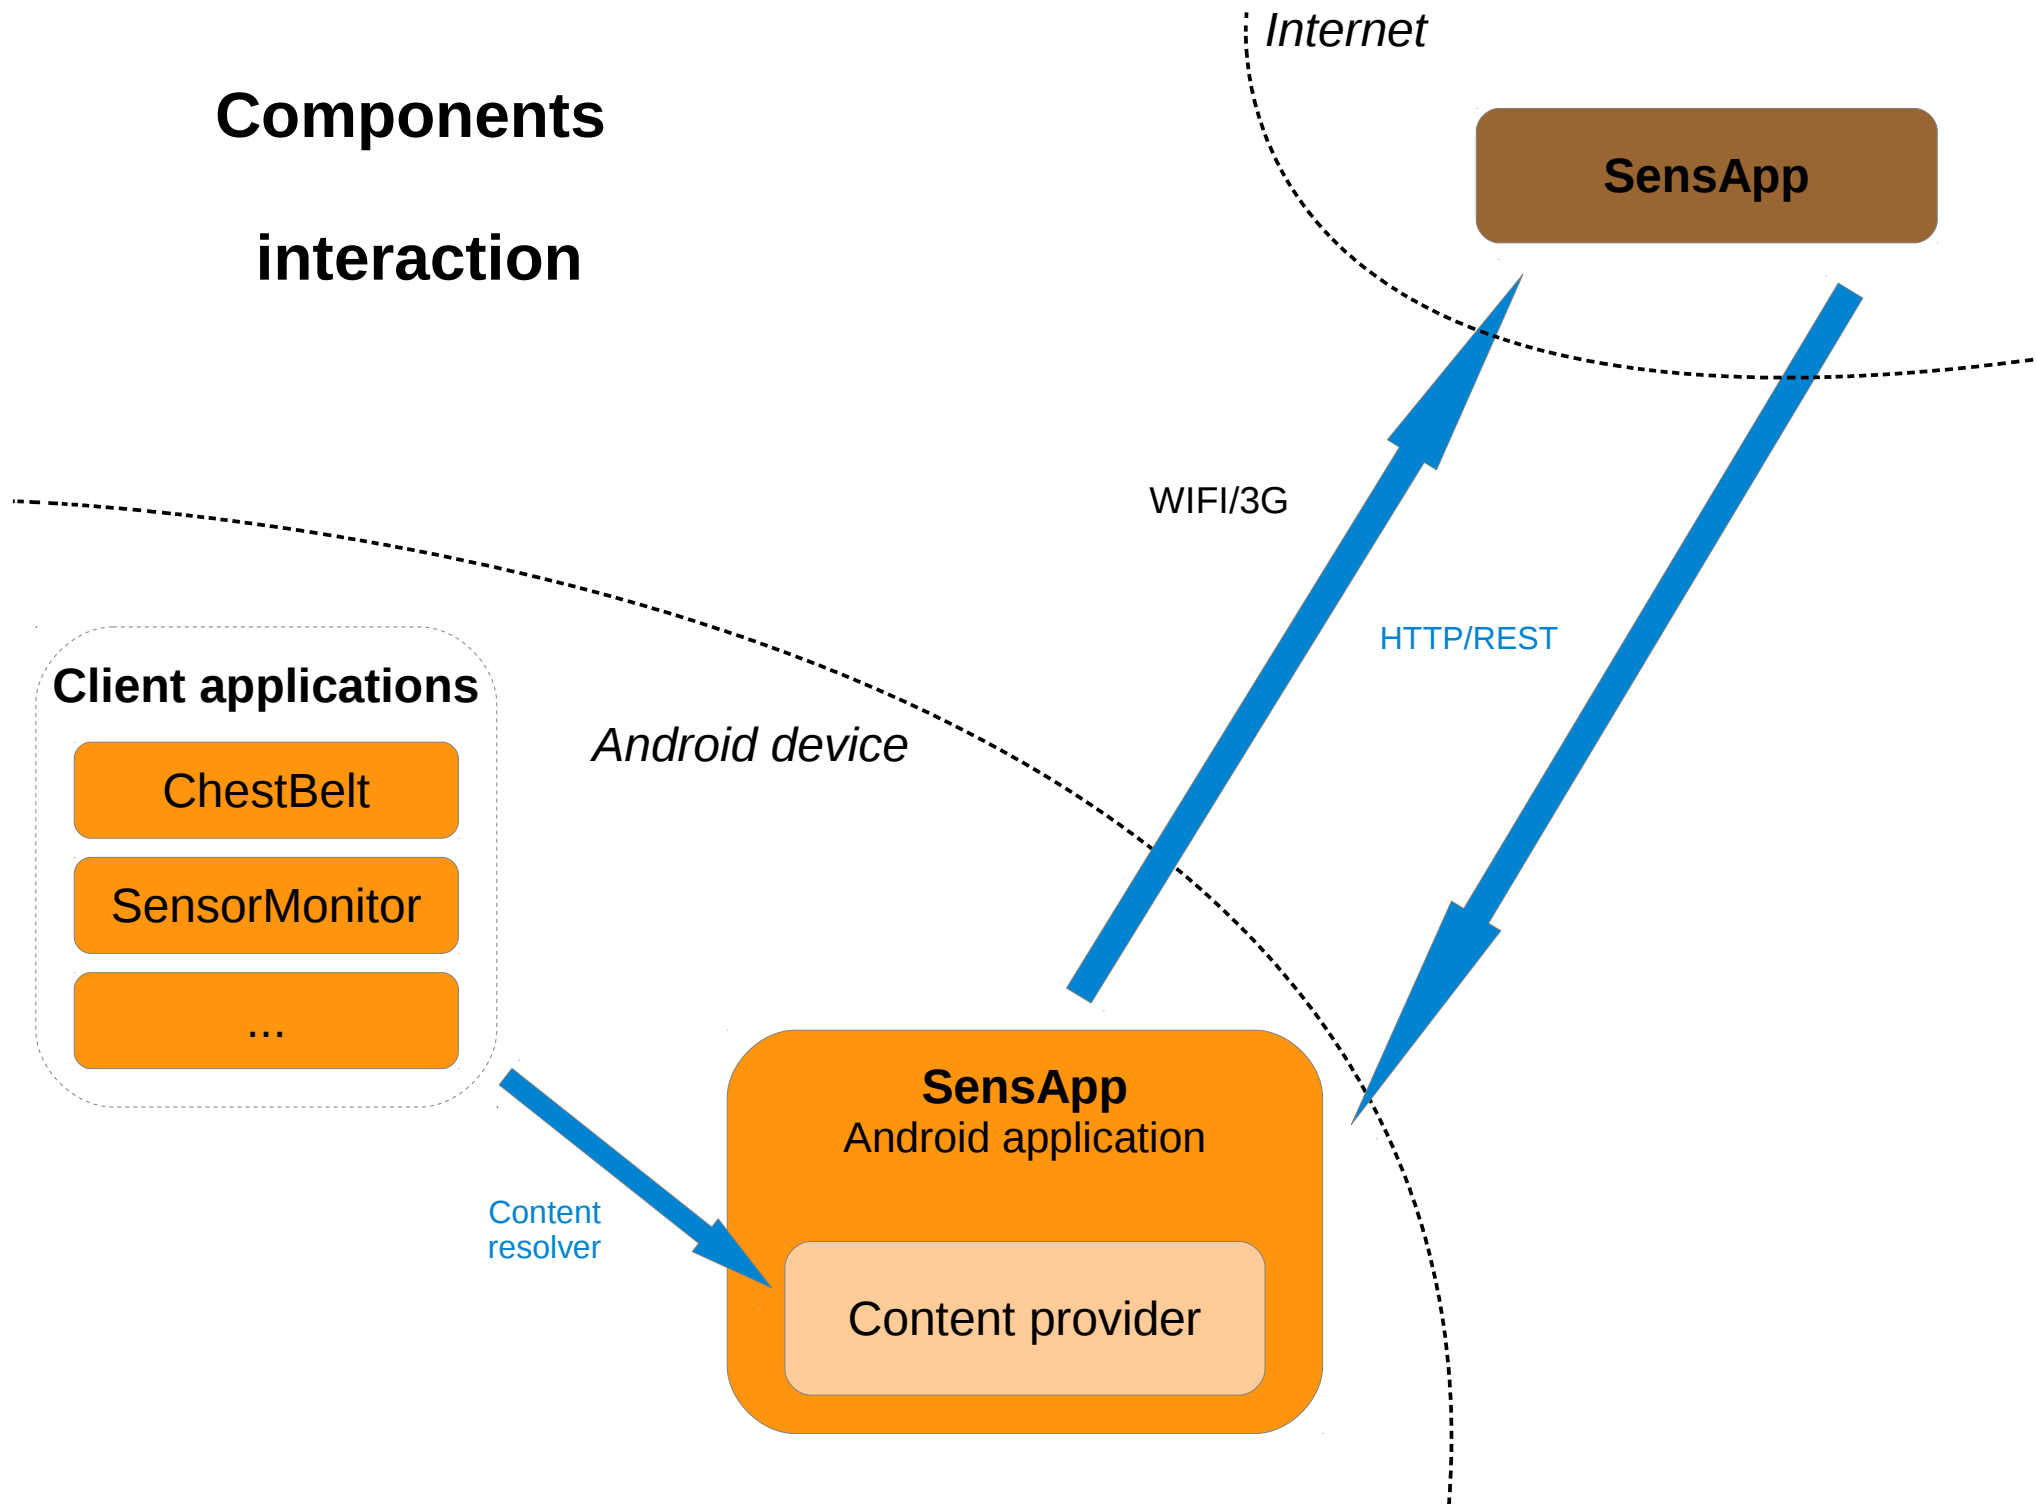 Components
interaction
Internet
SensApp
WIFI/3G
HTTP/REST
Client applications
ChestBelt
SensorMonitor
...
Android device
Content
resolver
SensApp
Android application
Content provider